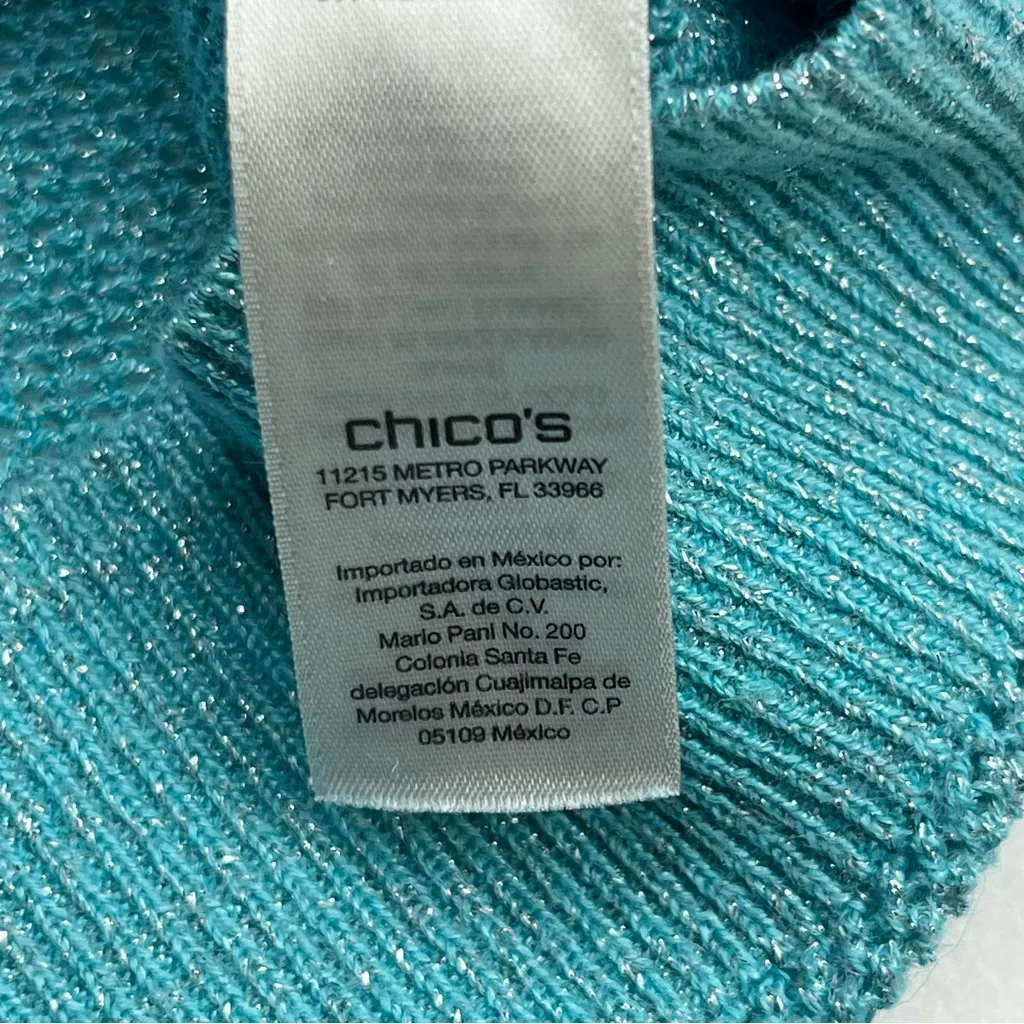 chico's
11215 METRO PARKWAY
FORT MYERS, FL 33966
Importado en México por:
Importadora Globastic,
S.A. de C.V.
Mario Pani No. 200
Colonia Santa Fe
delegación Cuajimalpa de
Morelos México D.F. C.P
05109 México